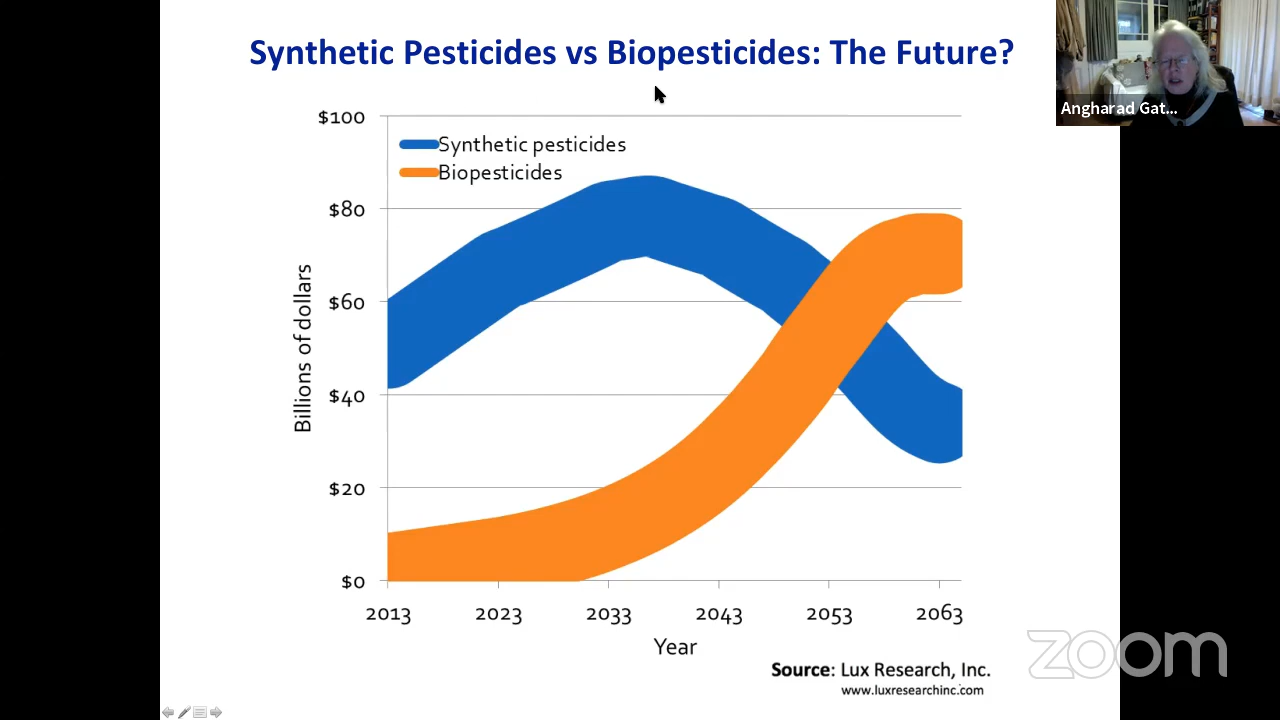 Synthetic Pesticides vs Biopesticides: The Future?
Angharad Gat...
$100
Synthetic pesticides
Biopesticides
$80
$60
$40
$20
$0
Billions of dollars
2013 2023 2033 2043 2053 2063
Year
Source: Lux Research, Inc.
www.luxresearchinc.com
zoom